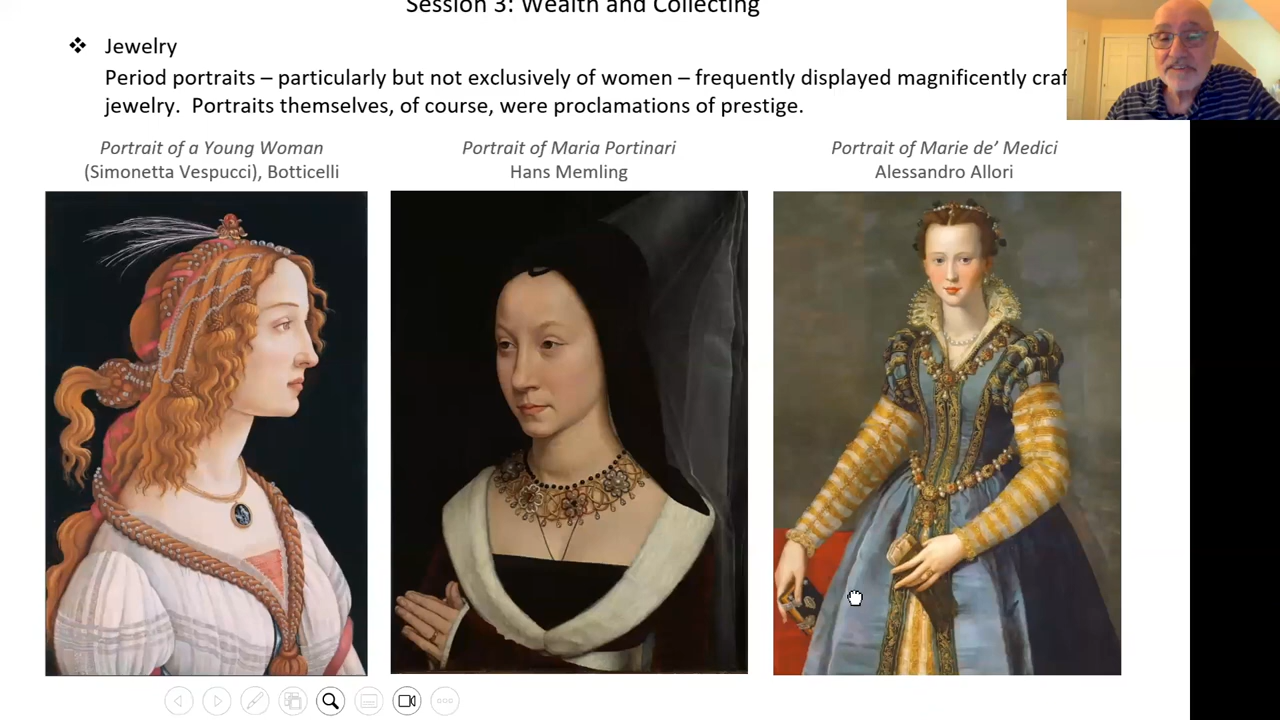 Session 3: Wealth and Collecting
❖ Jewelry
Period portraits – particularly but not exclusively of women – frequently displayed magnificently
jewelry. Portraits themselves, of course, were proclamations of prestige.
Portrait of a Young Woman
(Simonetta Vespucci), Botticelli
Portrait of Maria Portinari
Hans Memling
Portrait of Marie de’ Medici
Alessandro Allori